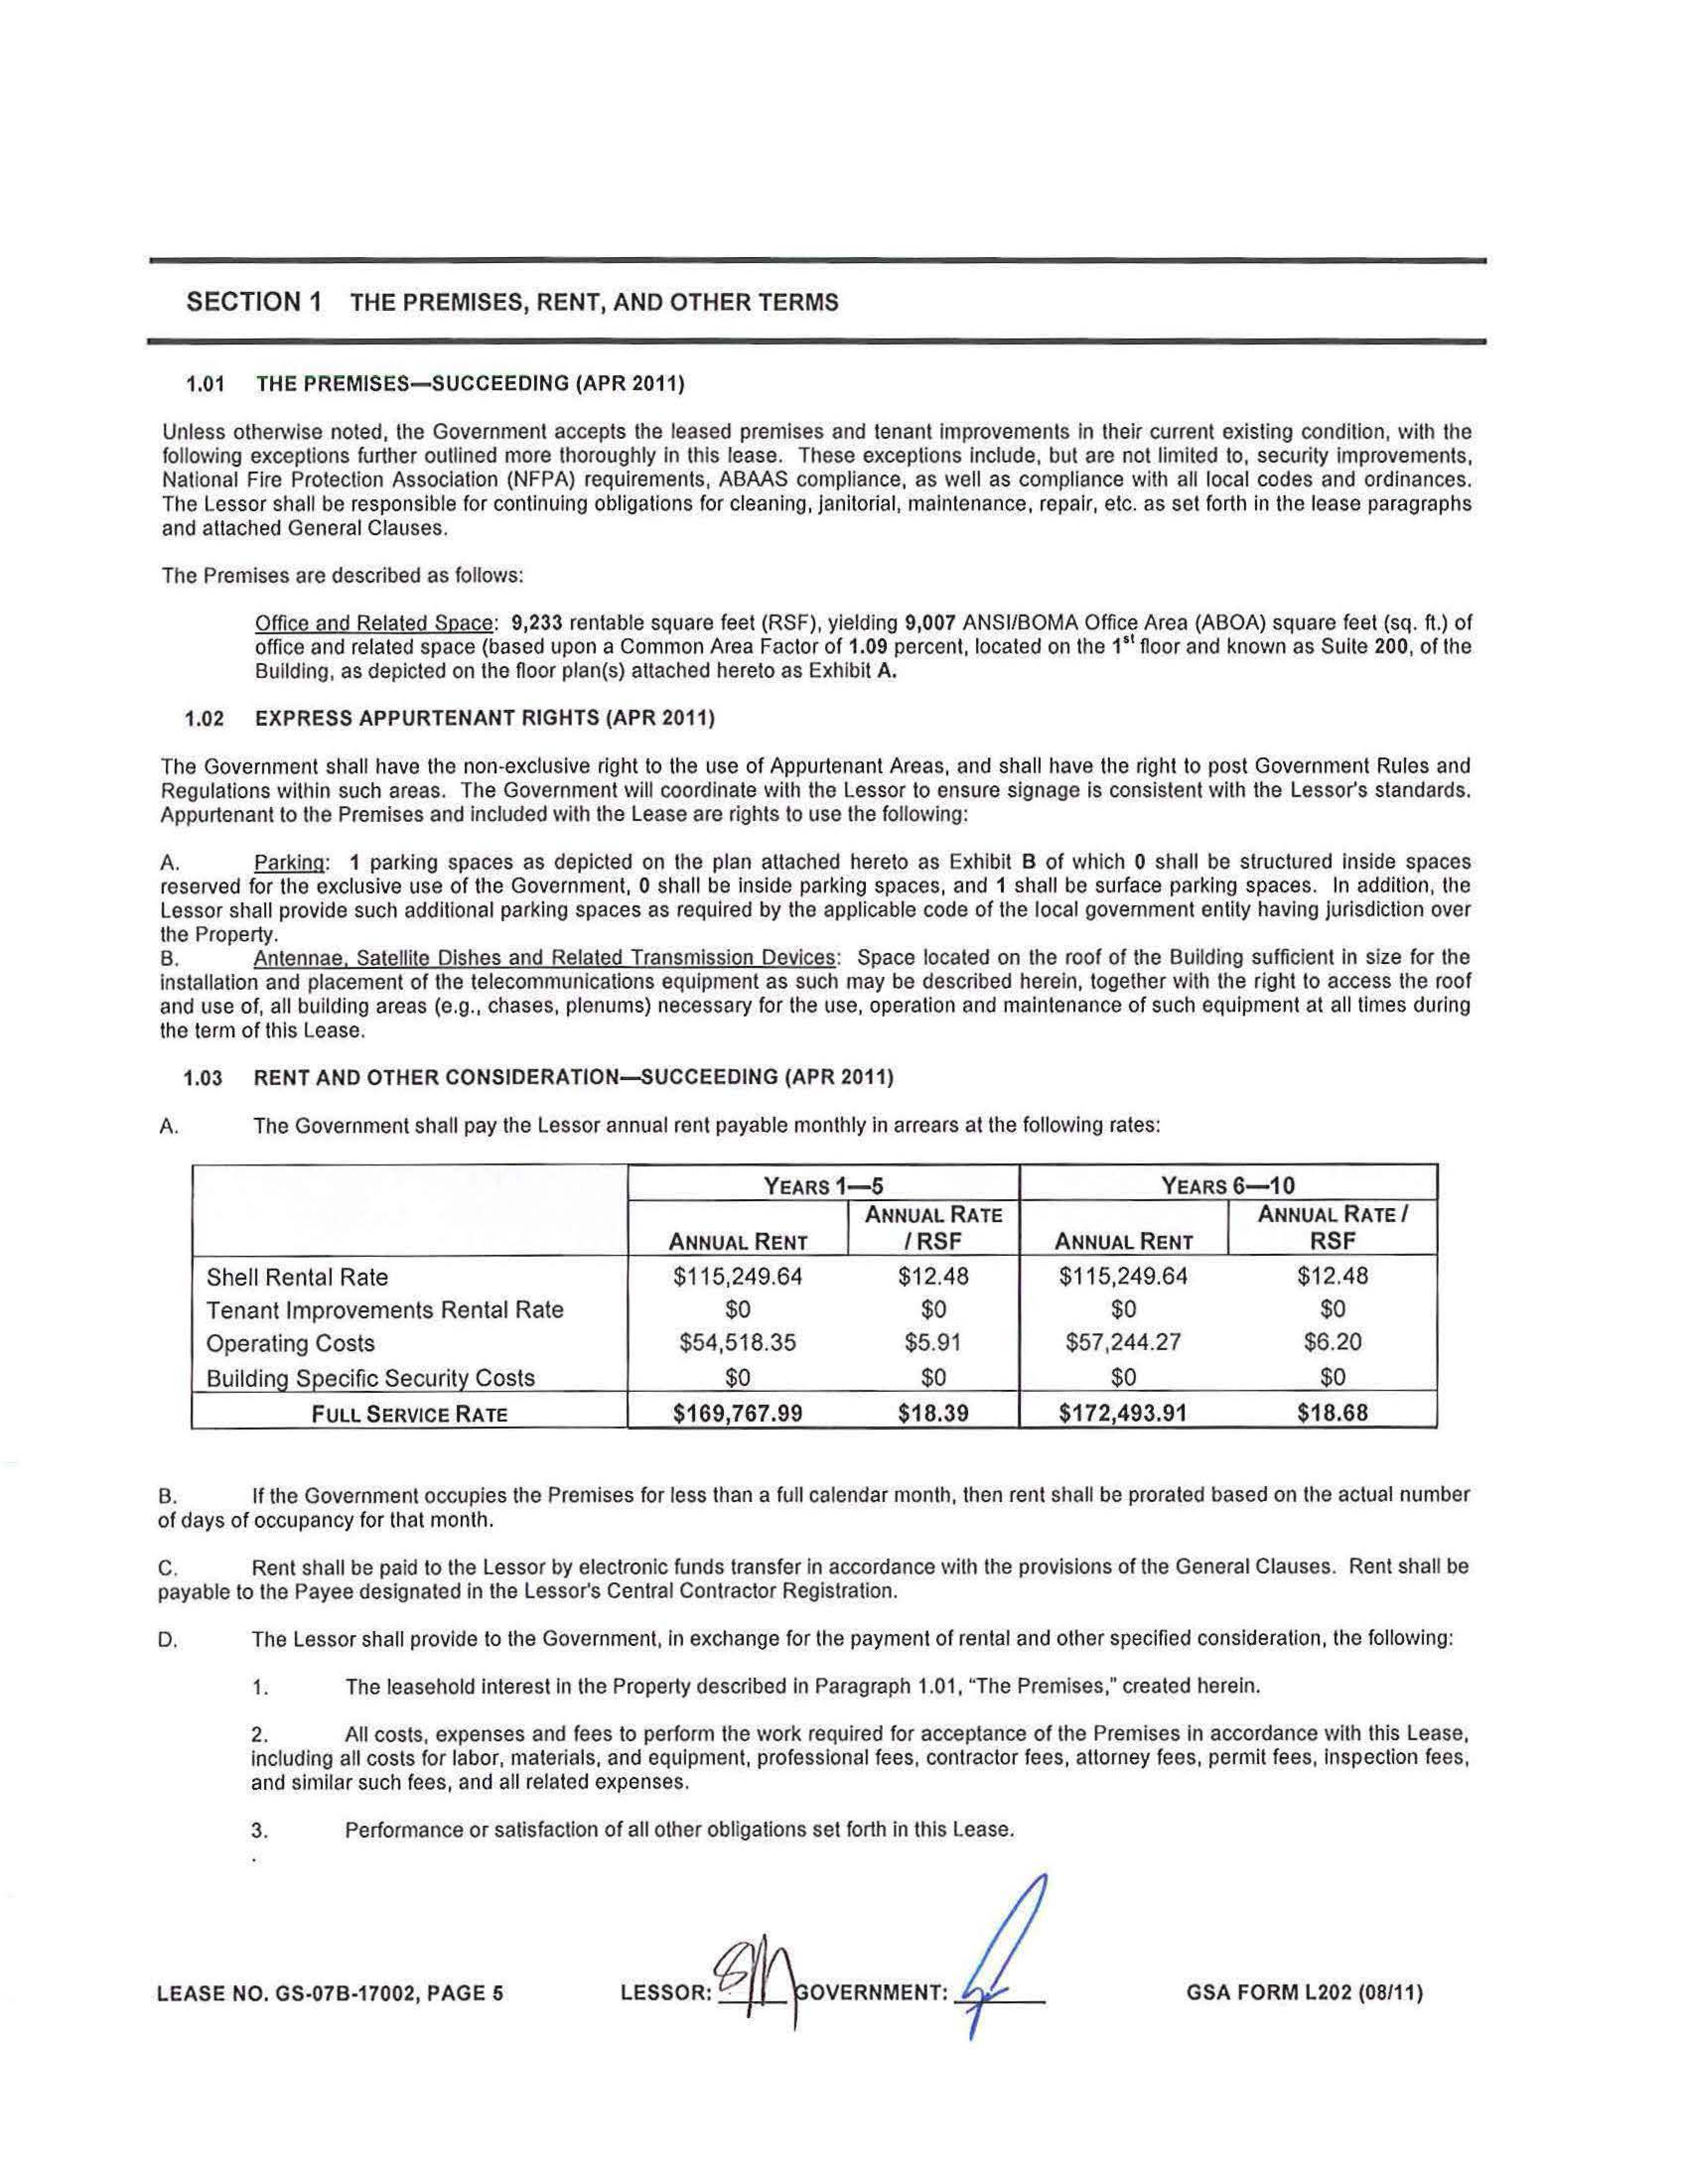 SECTION 1 THE PREMISES, RENT, AND OTHER TERMS
1.01 THE PREMISES—SUCCEEDING (APR 2011)
Unless otherwise noted, the Government accepts the leased premises and tenant improvements in their current existing condition, with the
following exceptions further outlined more thoroughly in this lease. These exceptions include, but are not limited to, security improvements,
National Fire Protection Association (NFPA) requirements, ABAAS compliance, as well as compliance with all local codes and ordinances.
The Lessor shall be responsible for continuing obligations for cleaning, janitorial, maintenance, repair, etc. as set forth in the lease paragraphs
and attached General Clauses.
The Premises are described as follows:
Office and Related Space: 9,233 rentable square feet (RSF), yielding 9,007 ANSI/BOMA Office Area (ABOA) square feet (sq. ft.) of
office and related space (based upon a Common Area Factor of 1.09 percent, located on the 1st floor and known as Suite 200, of the
Building, as depicted on the floor plan(s) attached hereto as Exhibit A.
1.02 EXPRESS APPURTENANT RIGHTS (APR 2011)
The Government shall have the non-exclusive right to the use of Appurtenant Areas, and shall have the right to post Government Rules and
Regulations within such areas. The Government will coordinate with the Lessor to ensure signage is consistent with the Lessor's standards.
Appurtenant to the Premises and included with the Lease are rights to use the following:
A. Parking: 1 parking spaces as depicted on the plan attached hereto as Exhibit B of which 0 shall be structured inside spaces
reserved for the exclusive use of the Government, 0 shall be inside parking spaces, and 1 shall be surface parking spaces. In addition, the
Lessor shall provide such additional parking spaces as required by the applicable code of the local government entity having jurisdiction over
the Property.
B. Antennae, Satellite Dishes and Related Transmission Devices: Space located on the roof of the Building sufficient in size for the
installation and placement of the telecommunications equipment as such may be described herein, together with the right to access the roof
and use of, all building areas (e.g., chases, plenums) necessary for the use, operation and maintenance of such equipment at all times during
the term of this Lease.
1.03 RENT AND OTHER CONSIDERATION—SUCCEEDING (APR 2011)
A. The Government shall pay the Lessor annual rent payable monthly in arrears at the following rates:
YEARS 1—5 YEARS 6—10
ANNUAL RENT ANNUAL RATE / RSF ANNUAL RENT ANNUAL RATE / RSF
Shell Rental Rate $115,249.64 $12.48 $115,249.64 $12.48
Tenant Improvements Rental Rate $0 $0 $0 $0
Operating Costs $54,518.35 $5.91 $57,244.27 $6.20
Building Specific Security Costs $0 $0 $0 $0
FULL SERVICE RATE $169,767.99 $18.39 $172,493.91 $18.68
B. If the Government occupies the Premises for less than a full calendar month, then rent shall be prorated based on the actual number
of days of occupancy for that month.
C. Rent shall be paid to the Lessor by electronic funds transfer in accordance with the provisions of the General Clauses. Rent shall be
payable to the Payee designated in the Lessor's Central Contractor Registration.
D. The Lessor shall provide to the Government, in exchange for the payment of rental and other specified consideration, the following:
1. The leasehold interest in the Property described in Paragraph 1.01, "The Premises," created herein.
2. All costs, expenses and fees to perform the work required for acceptance of the Premises in accordance with this Lease,
including all costs for labor, materials, and equipment, professional fees, contractor fees, attorney fees, permit fees, inspection fees,
and similar such fees, and all related expenses.
3. Performance or satisfaction of all other obligations set forth in this Lease.
LEASE NO. GS-07B-17002, PAGE 5 LESSOR: GOVERNMENT: GSA FORM L202 (08/11)